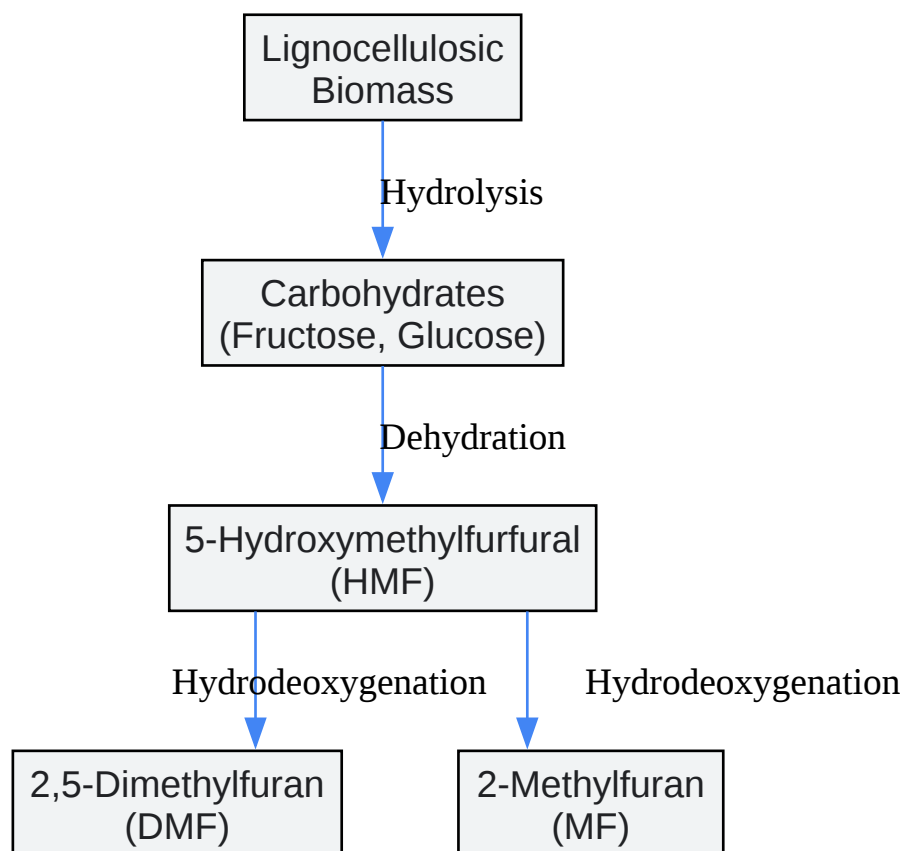 Lignocellulosic
Biomass
Hydrolysis
Carbohydrates
(Fructose, Glucose)
Dehydration
5-Hydroxymethylfurfural
(HMF)
Hydrodeoxygenation
Hydrodeoxygenation
2,5-Dimethylfuran
(DMF)
2-Methylfuran
(MF)